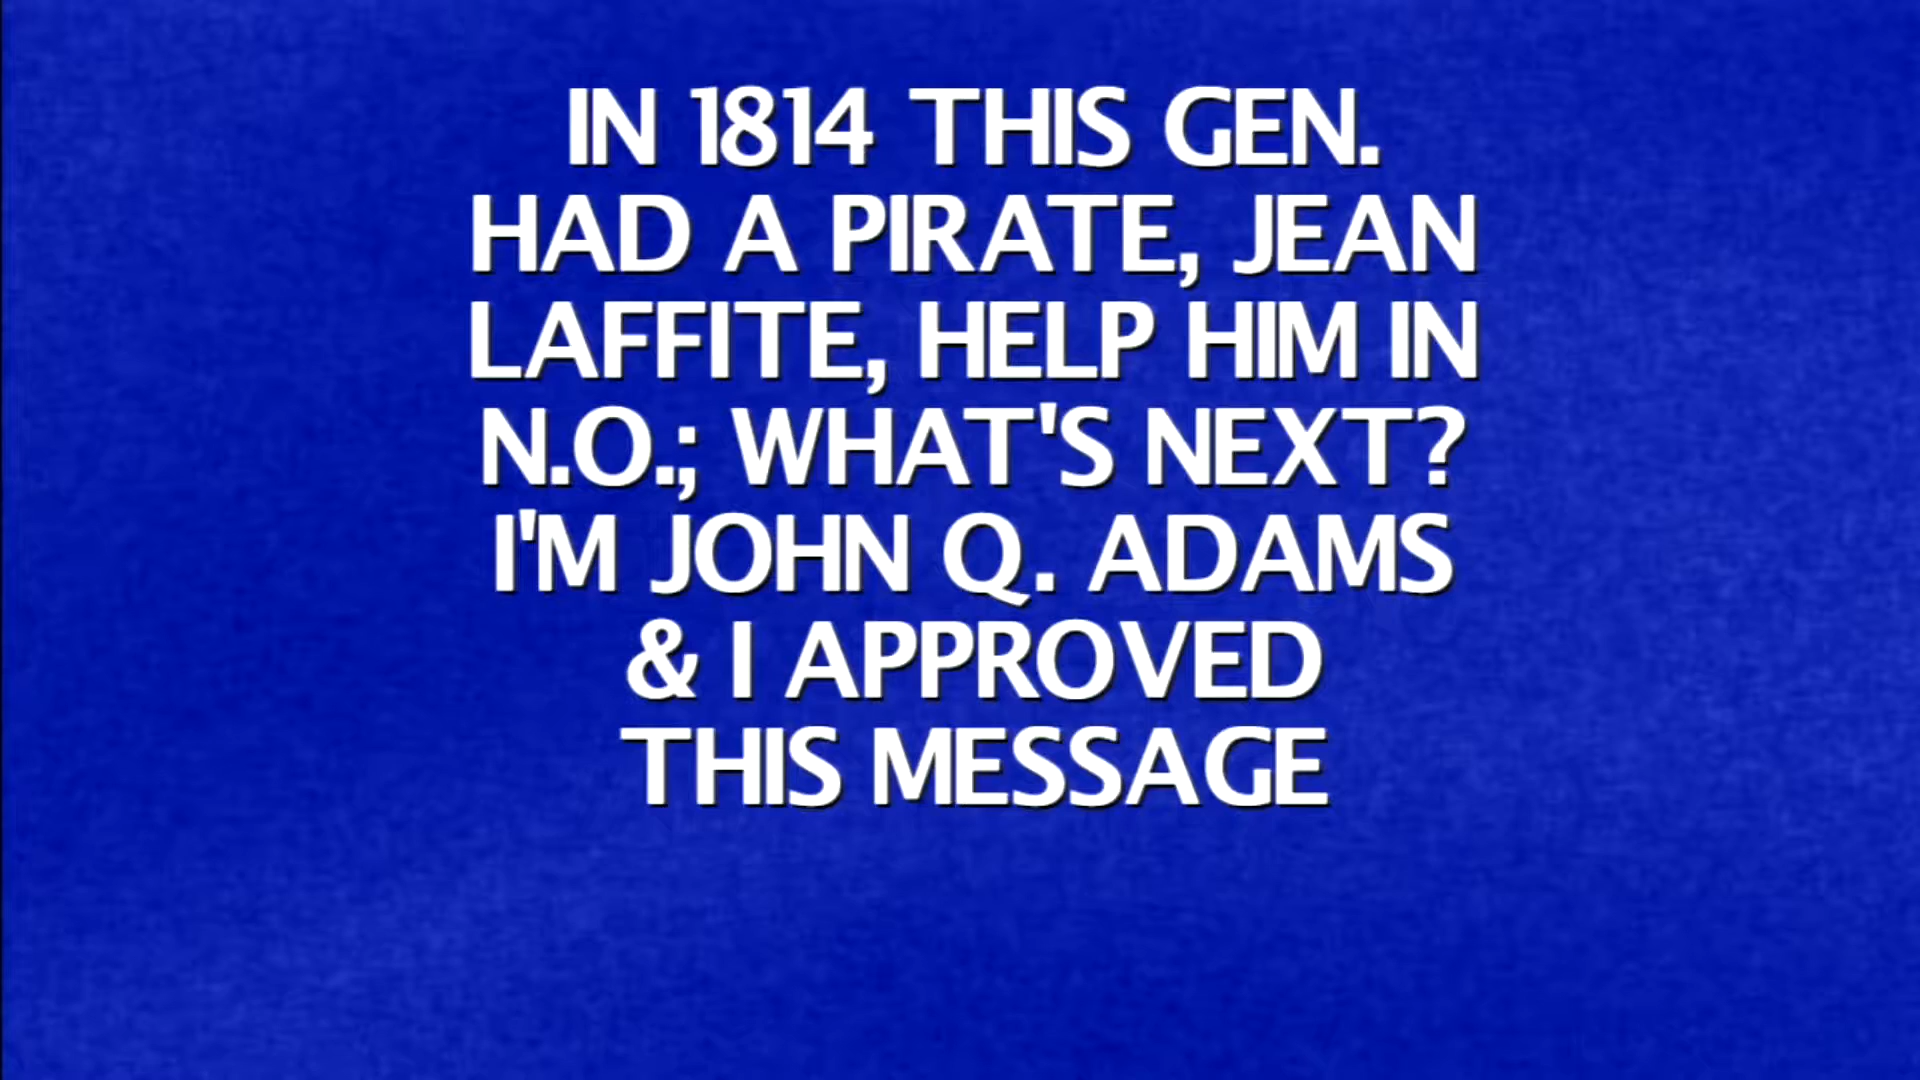 IN 1814 THIS GEN.
HAD A PIRATE, JEAN
LAFFITE, HELP HIM IN
N.O.; WHAT'S NEXT?
I'M JOHN Q. ADAMS
& I APPROVED
THIS MESSAGE